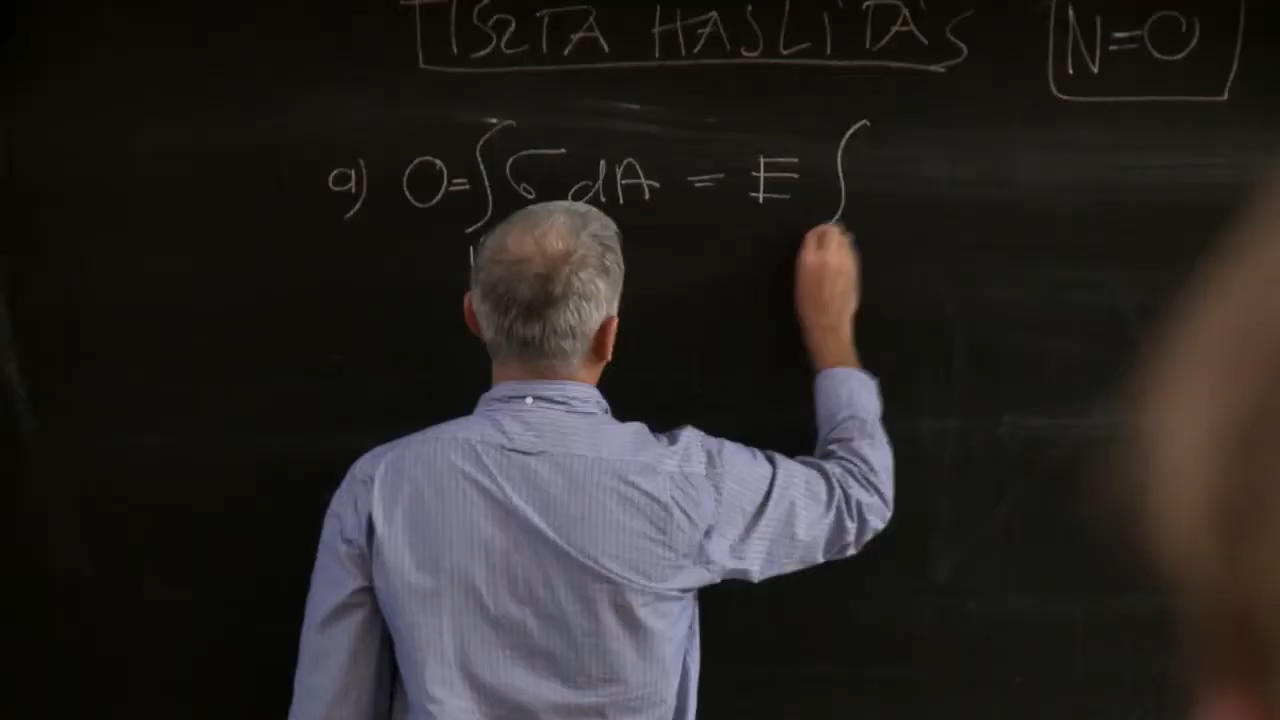 TISZTA HAJLÍTÁS N=0
a) 0=∫σ dA = E ∫